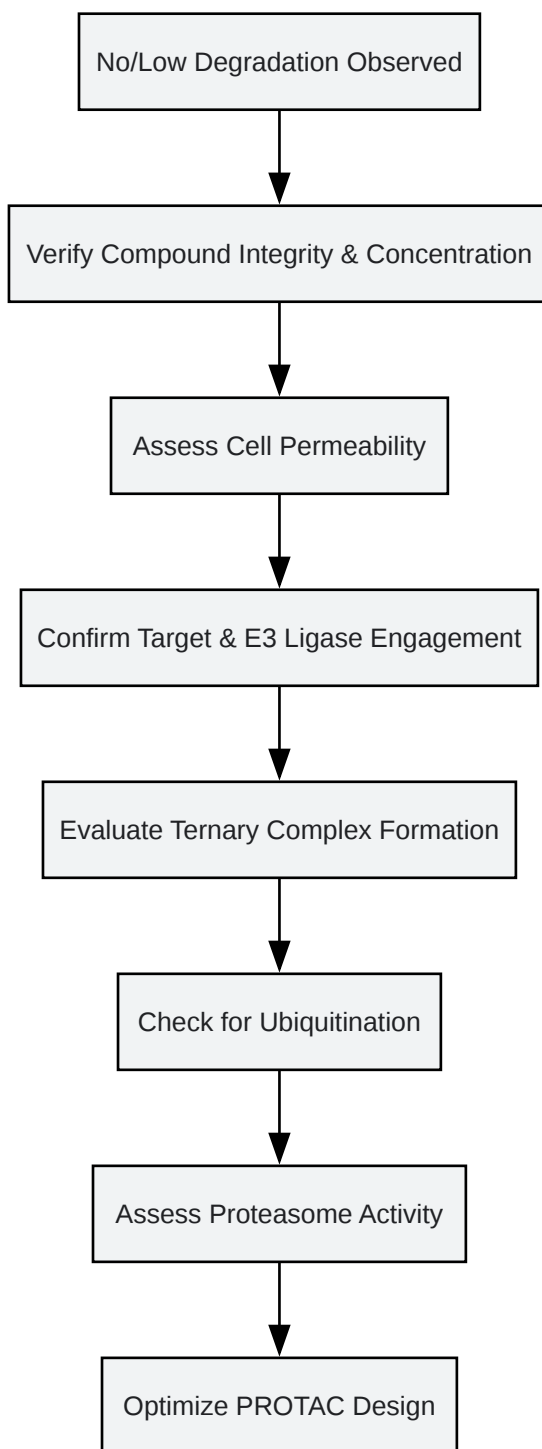 No/Low Degradation Observed
Verify Compound Integrity & Concentration
Assess Cell Permeability
Confirm Target & E3 Ligase Engagement
Evaluate Ternary Complex Formation
Check for Ubiquitination
Assess Proteasome Activity
Optimize PROTAC Design